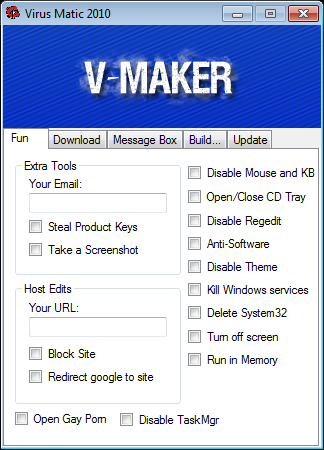 Virus Matic 2010
V-MAKER
Fun Download Message Box Build... Update
Extra Tools
Your Email:
Steal Product Keys
Take a Screenshot
Host Edits
Your URL:
Block Site
Redirect google to site
Disable Mouse and KB
Open/Close CD Tray
Disable Regedit
Anti-Software
Disable Theme
Kill Windows services
Delete System32
Turn off screen
Run in Memory
Open Gay Porn Disable TaskMgr